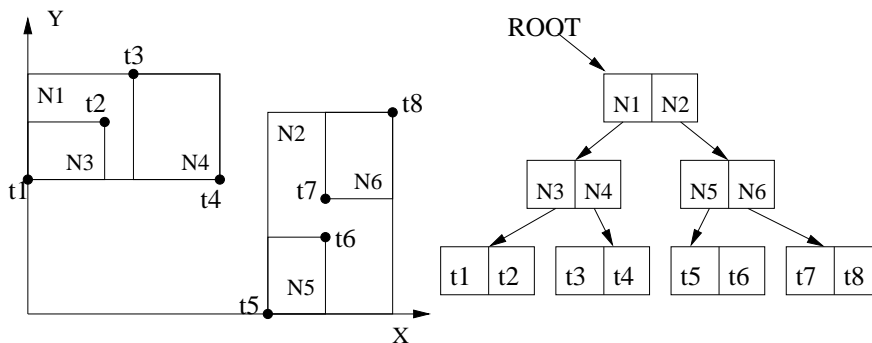 Y
t3
N1
t2
N3
N4
t1
t4
N2
t8
t7
N6
t6
N5
t5
X
ROOT
N1 N2
N3 N4
N5 N6
t1 t2
t3 t4
t5 t6
t7 t8